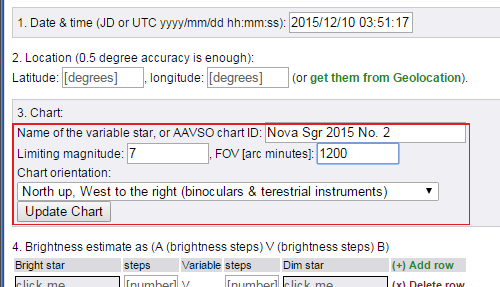 1. Date & time (JD or UTC yyyy/mm/dd hh:mm:ss): 2015/12/10 03:51:17
2. Location (0.5 degree accuracy is enough):
Latitude: [degrees], longitude: [degrees] (or get them from Geolocation).
3. Chart:
Name of the variable star, or AAVSO chart ID: Nova Sgr 2015 No. 2
Limiting magnitude: 7, FOV [arc minutes]: 1200
Chart orientation:
North up, West to the right (binoculars & terestrial instruments)
Update Chart
4. Brightness estimate as (A (brightness steps) V (brightness steps) B)
Bright star steps Variable steps Dim star (+) Add row
click me [number] V [number] click me (x) Delete row